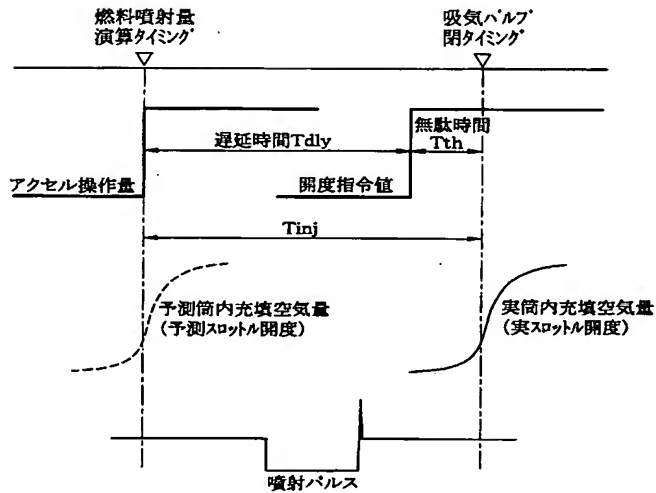 燃料噴射量
演算タイミング
吸気バルブ
閉タイミング
遅延時間Tdly
無駄時間
Tth
アクセル操作量
開度指令値
Tinj
予測筒内充填空気量
(予測スロットル開度)
実筒内充填空気量
(実スロットル開度)
噴射パルス